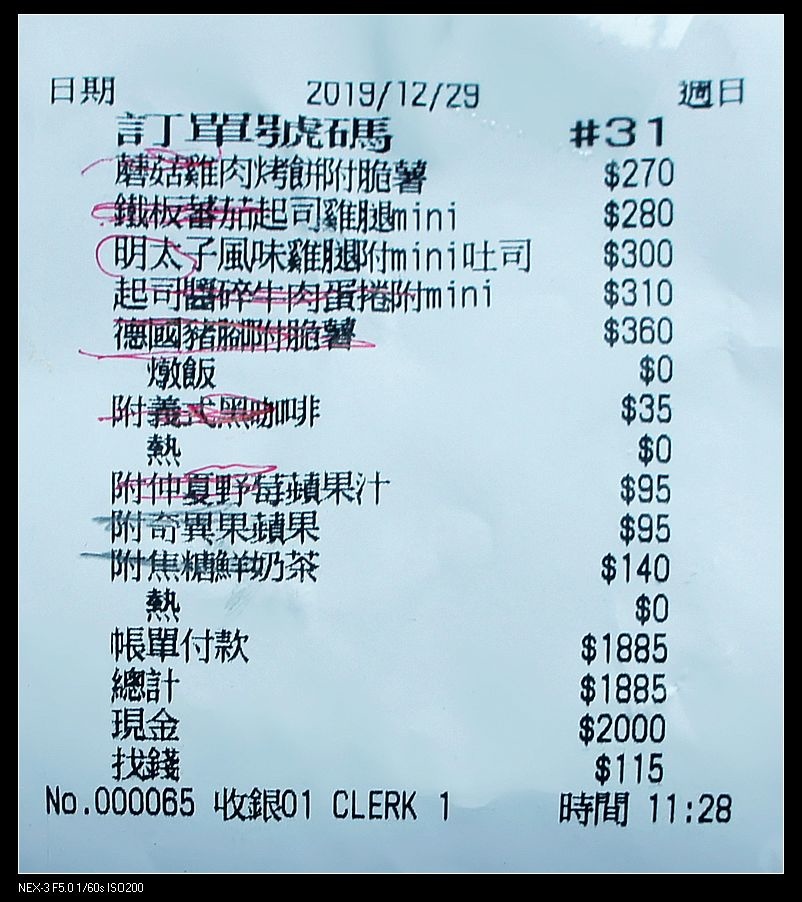 日期 2019/12/29 週日
訂單號碼 #31
蘑菇雞肉烤餅附脆薯 $270
鐵板蕃茄起司雞腿mini $280
明太子風味雞腿附mini吐司 $300
起司醬碎牛肉蛋捲附mini $310
德國豬腳附脆薯 $360
燉飯 $0
附義式黑咖啡 $35
熱 $0
附仲夏野莓蘋果汁 $95
附奇異果蘋果 $95
附焦糖鮮奶茶 $140
熱 $0
帳單付款 $1885
總計 $1885
現金 $2000
找錢 $115
No.000065 收銀01 CLERK 1 時間 11:28
NEX-3 F5.0 1/60s ISO200